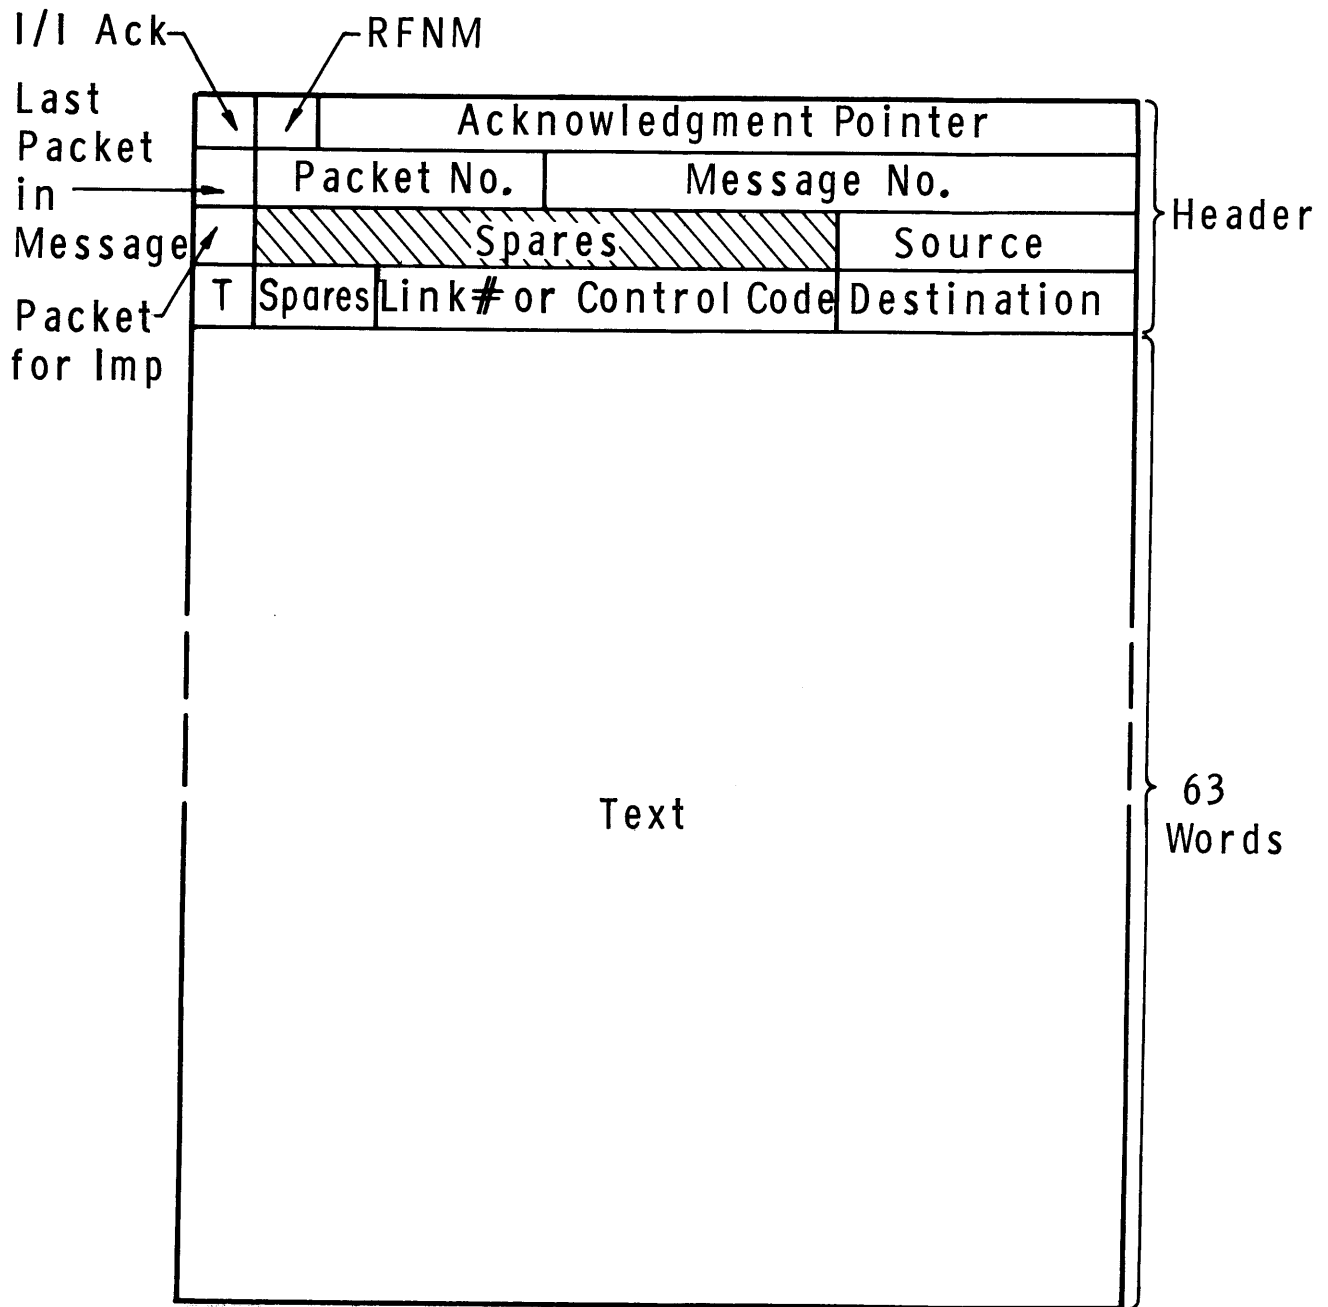 I/I Ack
RFNM
Last
Packet
in
Message
Packet
for Imp
Acknowledgment Pointer
Packet No.
Message No.
Spares
Source
T
Spares
Link# or Control Code
Destination
Header
Text
63
Words